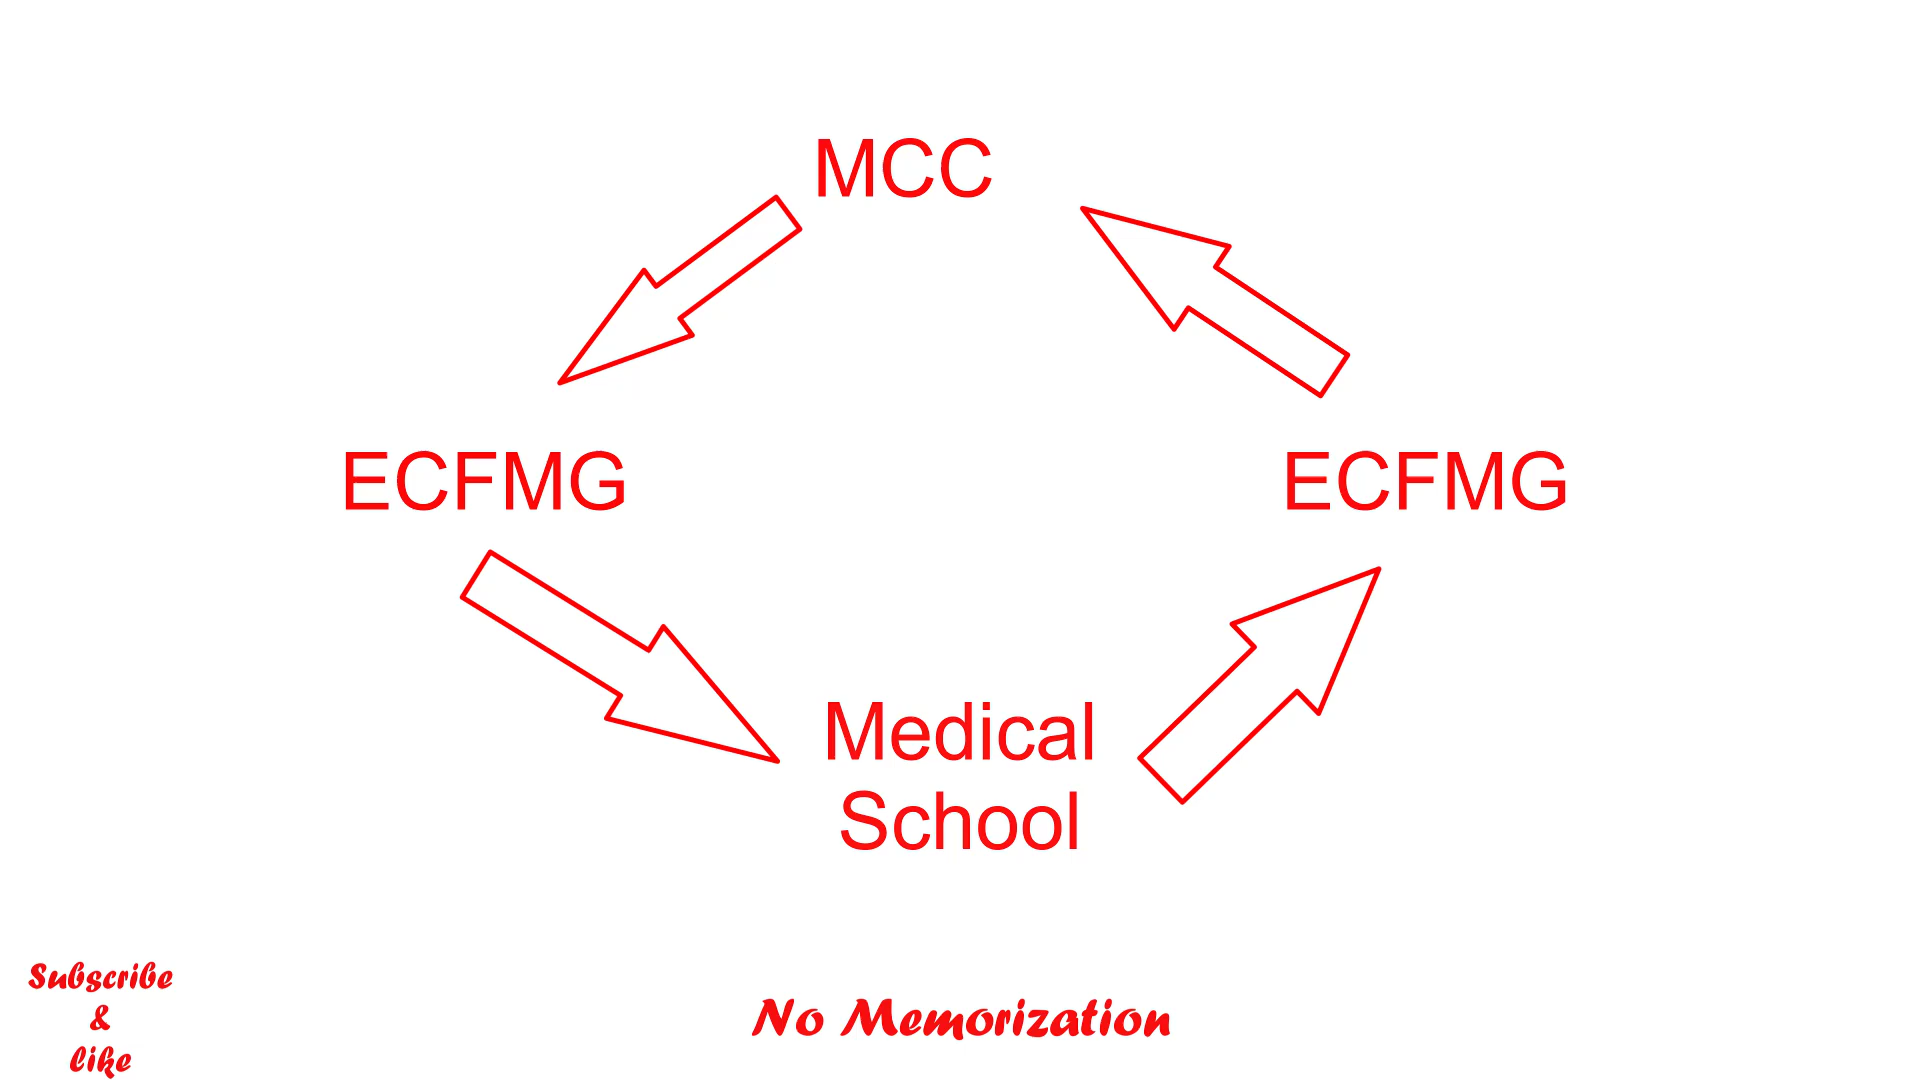 MCC
ECFMG
ECFMG
Medical
School
Subscribe
&
like
No Memorization